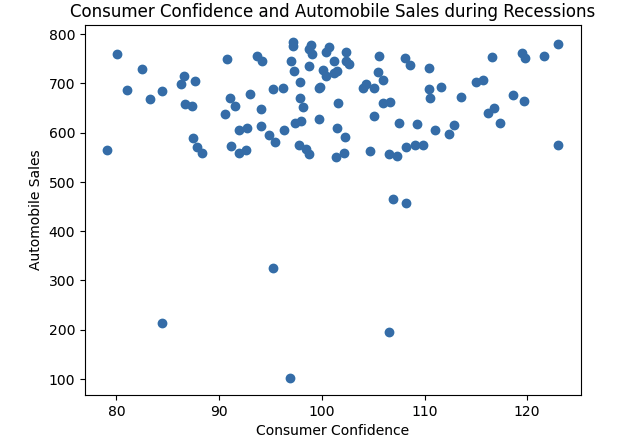 Consumer Confidence and Automobile Sales during Recessions
800
700
600
500
400
300
200
100
Automobile Sales
80 90 100 110 120
Consumer Confidence